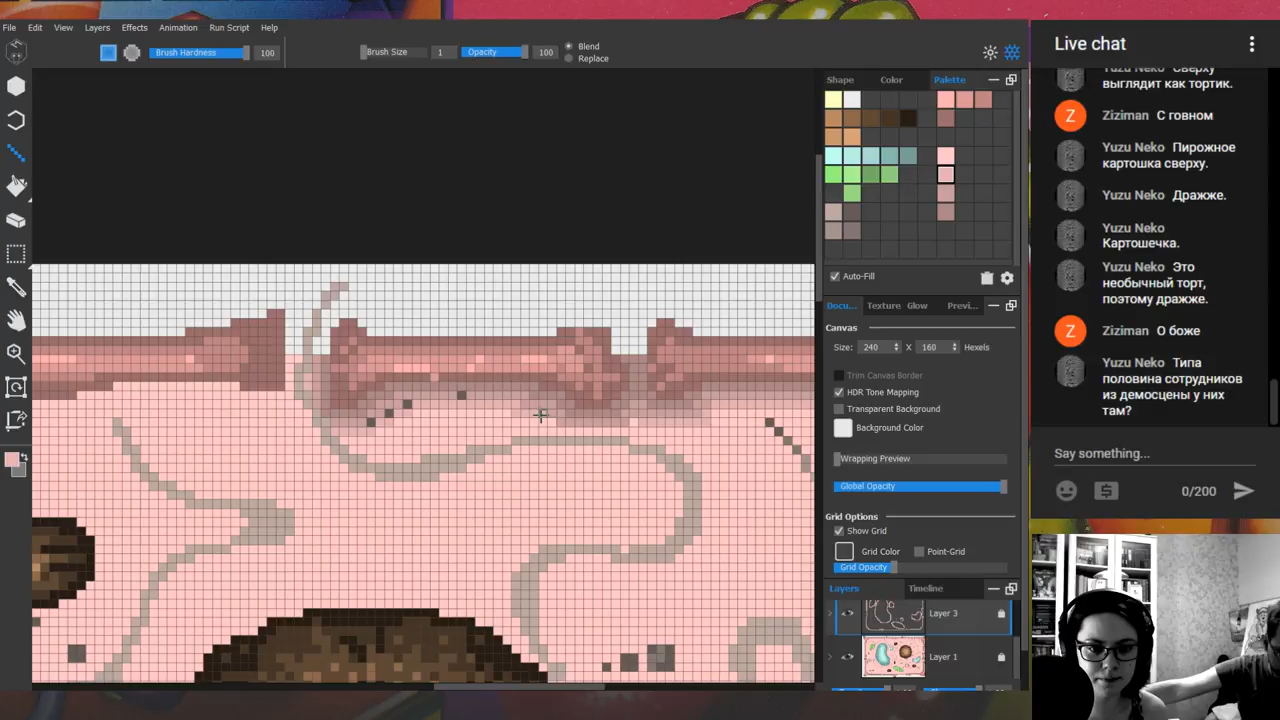 File Edit View Layers Effects Animation Run Script Help
Brush Hardness 100 Brush Size 1 Opacity 100 Blend
Replace
Shape Color Palette
Auto-Fill
Docu... Texture Glow Previ...
Canvas
Size: 240 X 160 Hexels
Trim Canvas Border
HDR Tone Mapping
Transparent Background
Background Color
Wrapping Preview
Global Opacity
Grid Options
Show Grid
Grid Color Point-Grid
Grid Opacity
Layers Timeline
Layer 3
Layer 1
Live chat
Yuzu Neko Сверху
выглядит как тортик.
Z Ziziman С говном
Yuzu Neko Пирожное
картошка сверху.
Yuzu Neko Дражже.
Yuzu Neko
Картошечка.
Yuzu Neko Это
необычный торт,
поэтому дражже.
Z Ziziman О боже
Yuzu Neko Типа
половина сотрудников
из демосцены у них
там?
Say something...
0/200